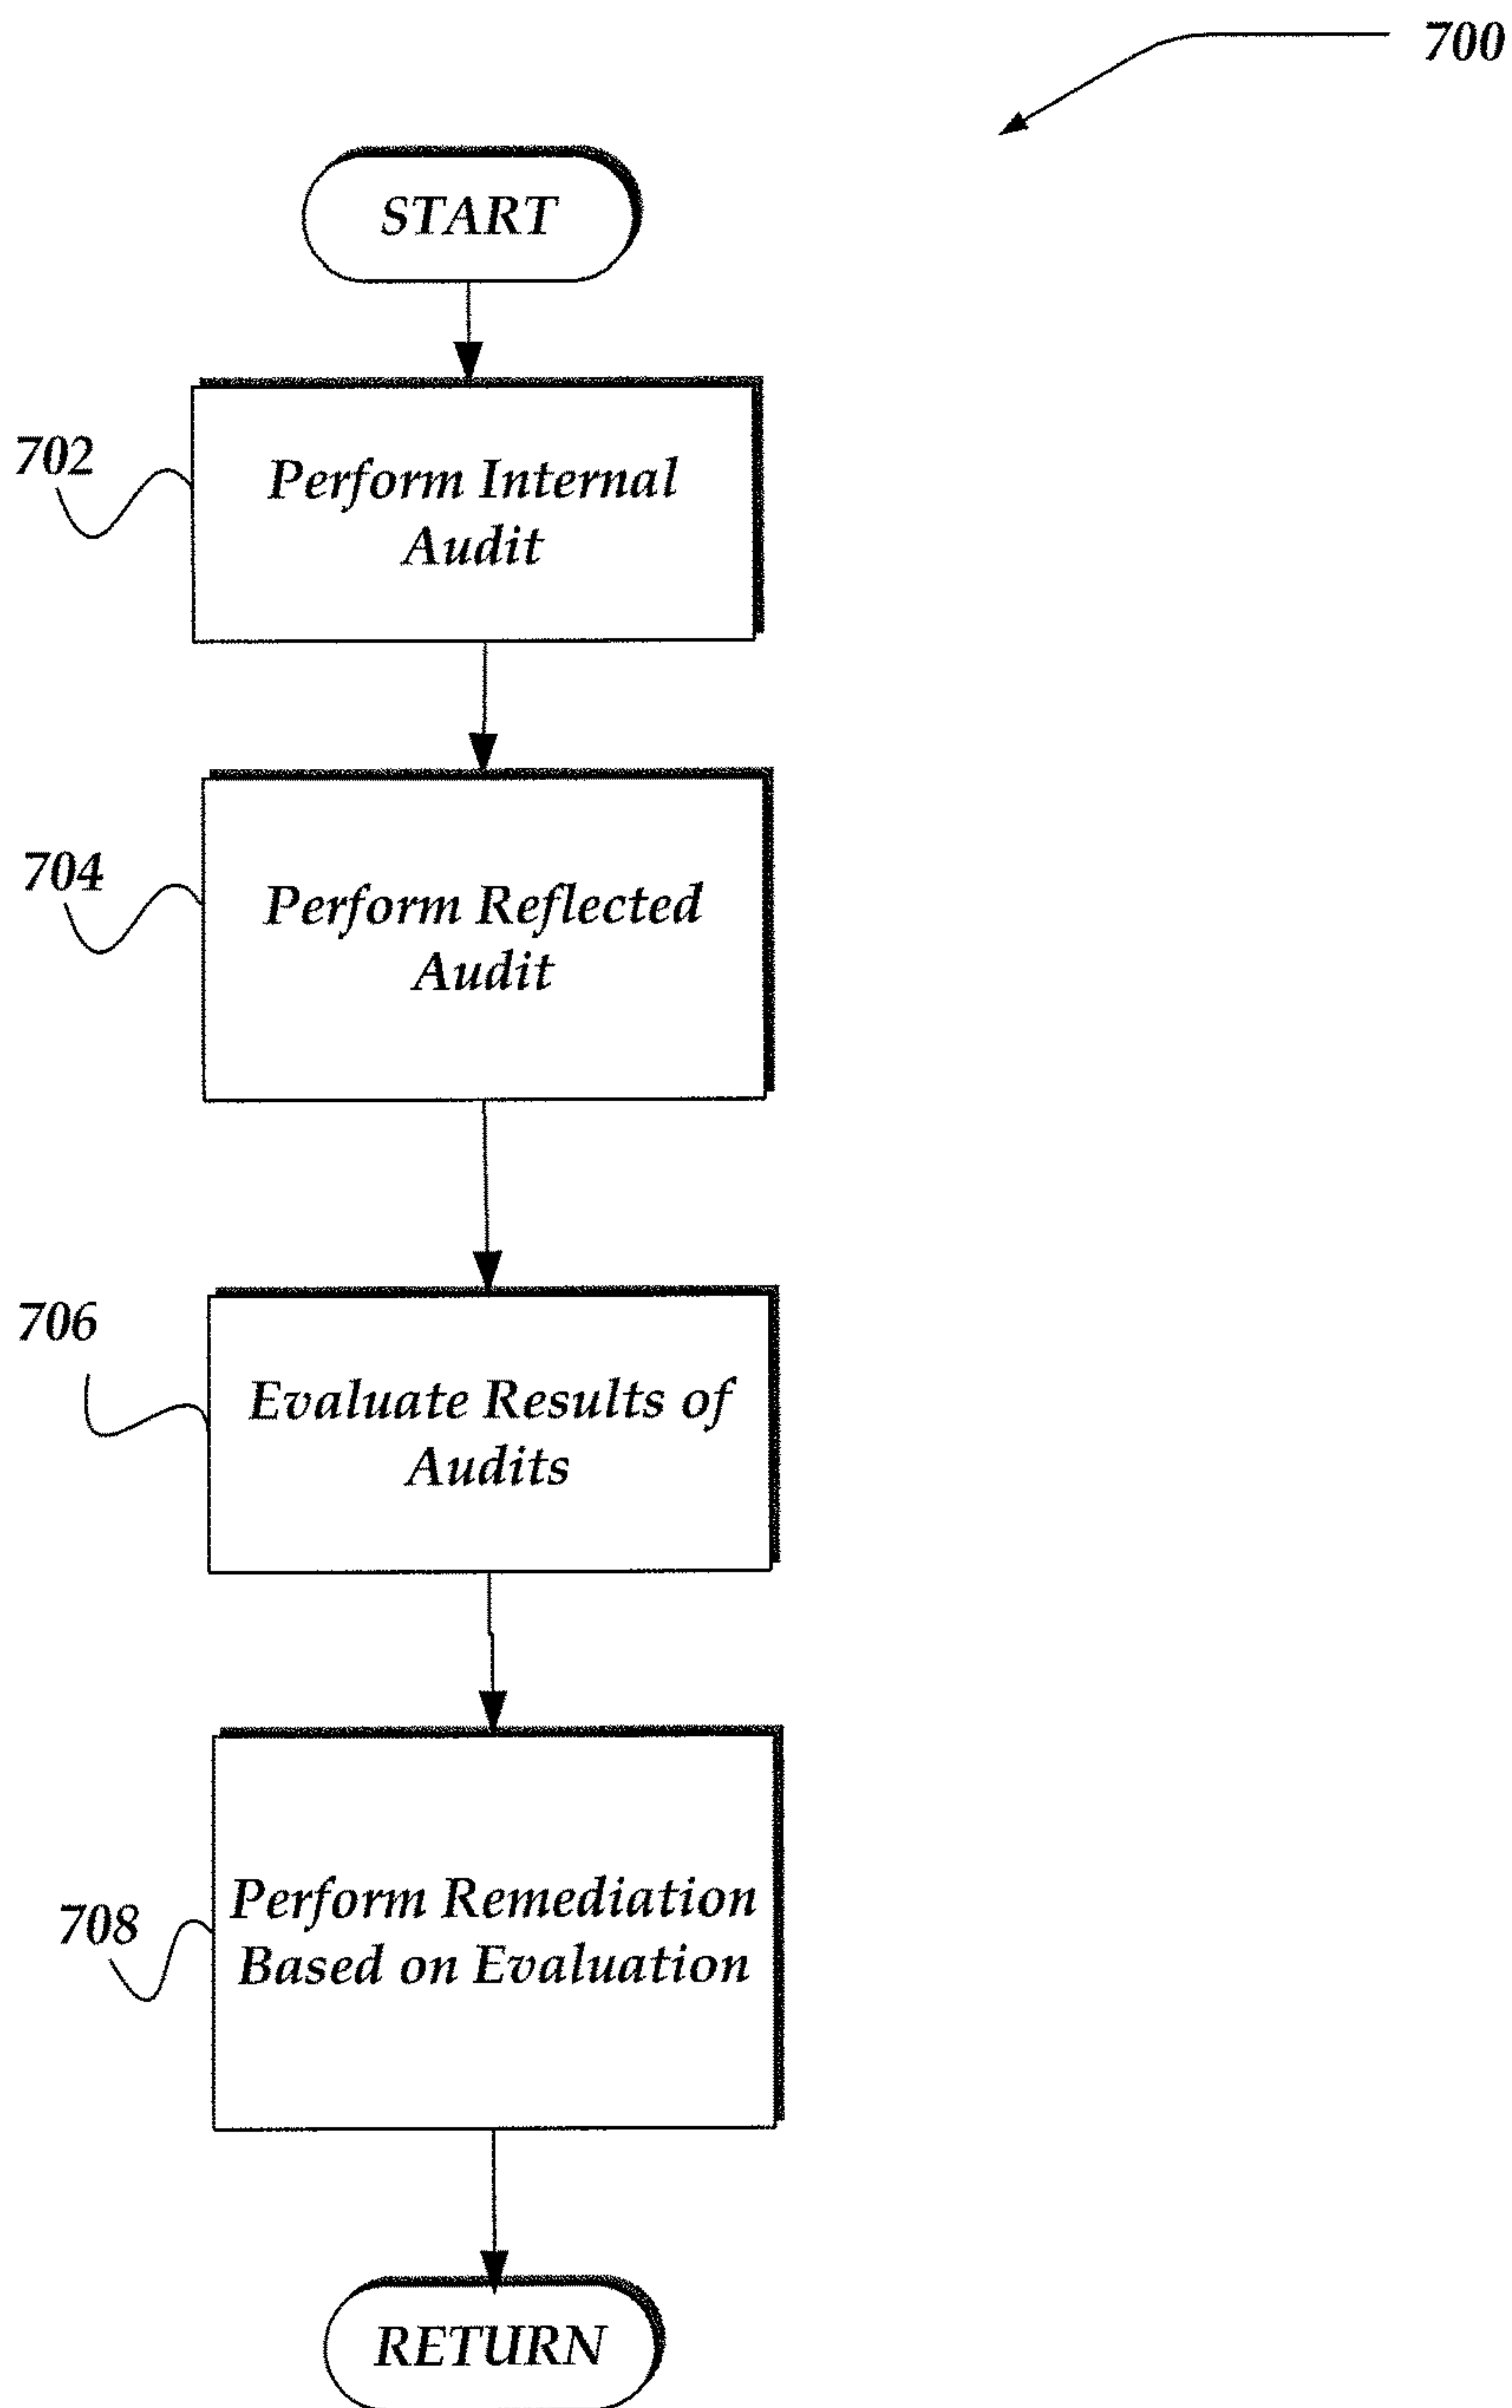 700
START
702
Perform Internal
Audit
704
Perform Reflected
Audit
706
Evaluate Results of
Audits
708
Perform Remediation
Based on Evaluation
RETURN